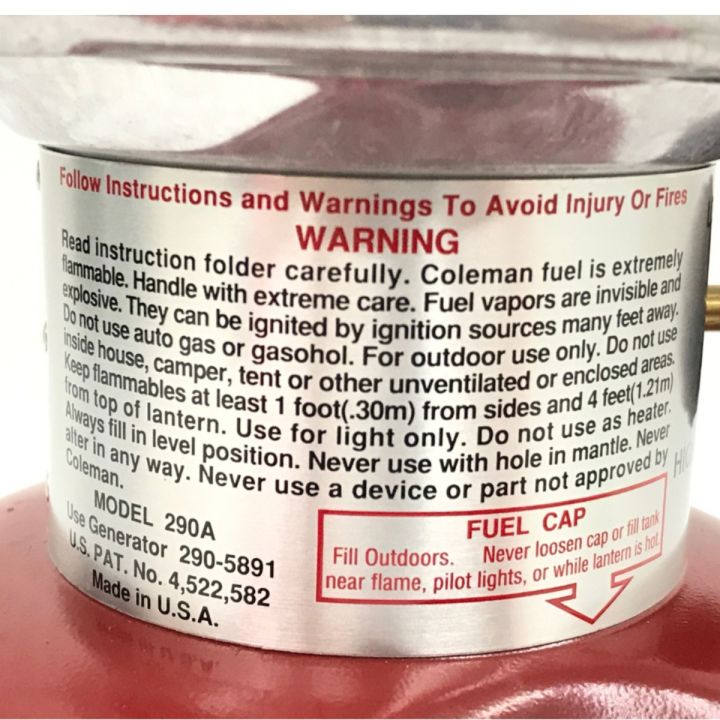 Follow Instructions and Warnings To Avoid Injury Or Fires
WARNING
Read instruction folder carefully. Coleman fuel is extremely
flammable. Handle with extreme care. Fuel vapors are invisible and
explosive. They can be ignited by ignition sources many feet away.
Do not use auto gas or gasohol. For outdoor use only. Do not use
inside house, camper, tent or other unventilated or enclosed areas.
Keep flammables at least 1 foot(.30m) from sides and 4 feet(1.21m)
from top of lantern. Use for light only. Do not use as heater.
Always fill in level position. Never use with hole in mantle. Never
alter in any way. Never use a device or part not approved by
Coleman.
MODEL 290A
Use Generator 290-5891
U.S. PAT. No. 4,522,582
Made in U.S.A.
FUEL CAP
Fill Outdoors. Never loosen cap or fill tank
near flame, pilot lights, or while lantern is hot.